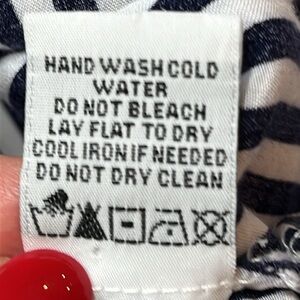 HAND WASH COLD
WATER
DO NOT BLEACH
LAY FLAT TO DRY
COOL IRON IF NEEDED
DO NOT DRY CLEAN